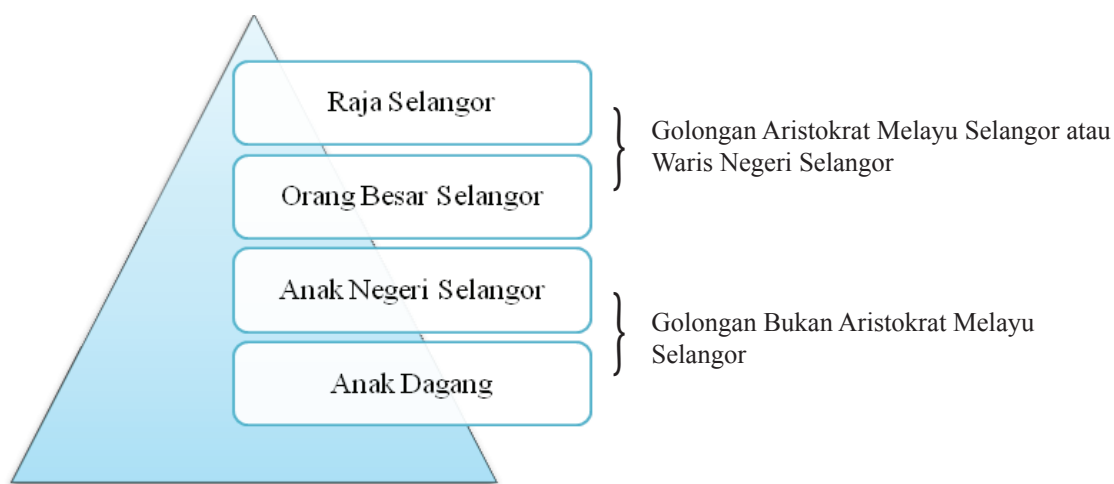 Raja Selangor
Orang Besar Selangor
Golongan Aristokrat Melayu Selangor atau
Waris Negeri Selangor
Anak Negeri Selangor
Anak Dagang
Golongan Bukan Aristokrat Melayu
Selangor